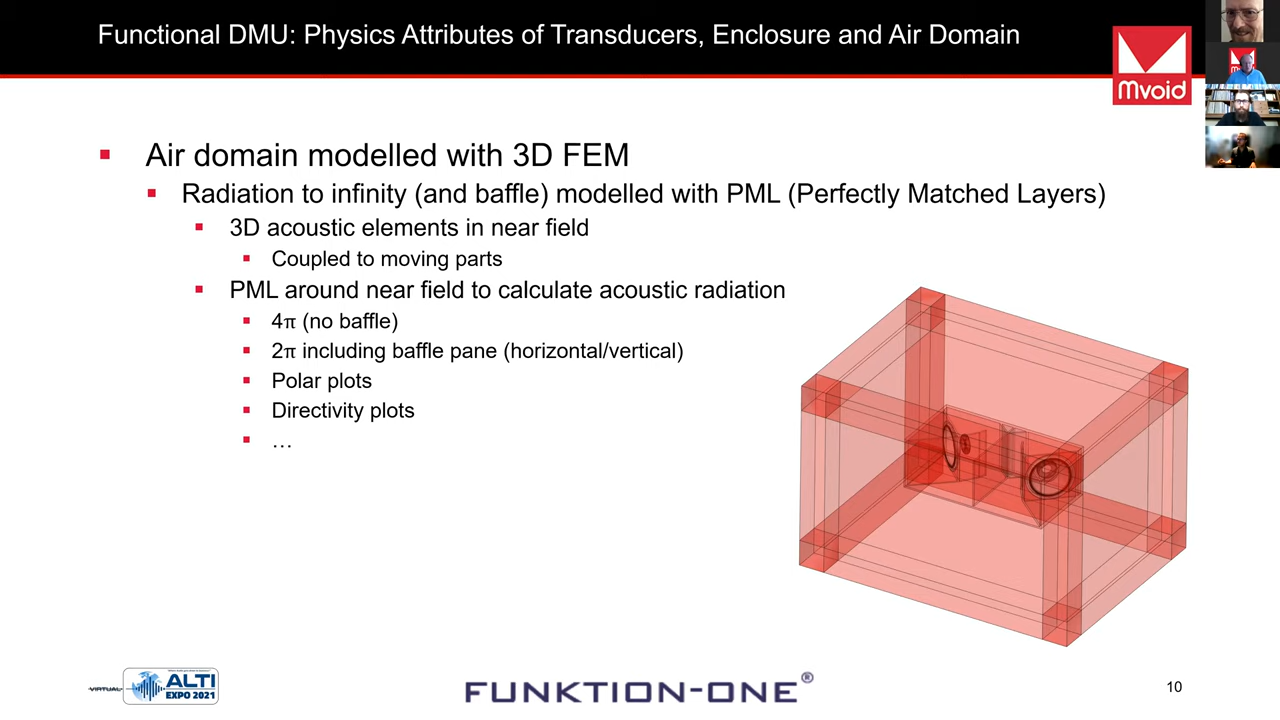 Functional DMU: Physics Attributes of Transducers, Enclosure and Air Domain
Mvoid
Air domain modelled with 3D FEM
Radiation to infinity (and baffle) modelled with PML (Perfectly Matched Layers)
3D acoustic elements in near field
Coupled to moving parts
PML around near field to calculate acoustic radiation
4π (no baffle)
2π including baffle pane (horizontal/vertical)
Polar plots
Directivity plots
…
VIRTUAL
ALTI
EXPO 2021
FUNKTION-ONE®
10